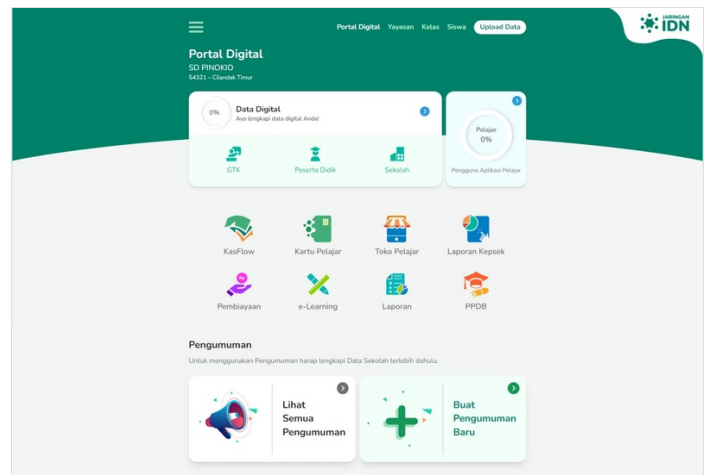 Portal Digital Yayasan Kelas Siswa Upload Data
JARINGAN
IDN
Portal Digital
SD PINOKIO
54321 – Cilandak Timur
0%
Data Digital
Ayo lengkapi data digital Anda!
GTK Peserta Didik Sekolah
Pelajar
0%
Pengguna Aplikasi Pelajar
KasFlow Kartu Pelajar Toko Pelajar Laporan Kepsek
Pembiayaan e-Learning Laporan PPDB
Pengumuman
Untuk menggunakan Pengumuman harap lengkapi Data Sekolah terlebih dahulu.
Lihat
Semua
Pengumuman
Buat
Pengumuman
Baru